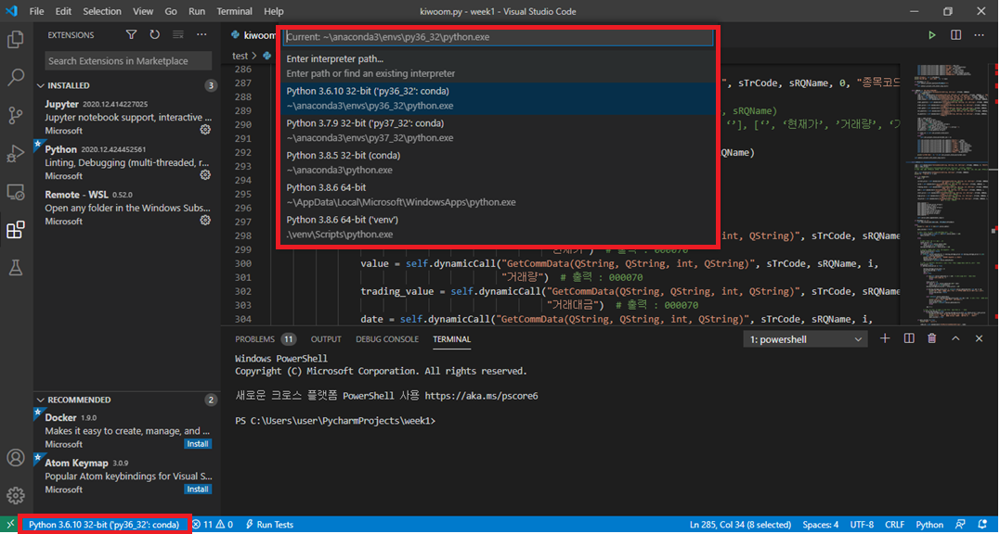 File Edit Selection View Go Run Terminal Help kiwoom.py - week1 - Visual Studio Code
EXTENSIONS
Search Extensions in Marketplace
INSTALLED 3
Jupyter 2020.12.414227025
Jupyter notebook support, interactive ...
Microsoft
Python 2020.12.424452561
Linting, Debugging (multi-threaded, r...
Microsoft
Remote - WSL 0.52.0
Open any folder in the Windows Subs...
Microsoft
RECOMMENDED 2
Docker 1.9.0
Makes it easy to create, manage, and ...
Microsoft Install
Atom Keymap 3.0.9
Popular Atom keybindings for Visual S...
Microsoft Install
kiwoom
test >
Current: ~\anaconda3\envs\py36_32\python.exe
Enter interpreter path...
Enter path or find an existing interpreter
Python 3.6.10 32-bit ('py36_32': conda)
~\anaconda3\envs\py36_32\python.exe
Python 3.7.9 32-bit ('py37_32': conda)
~\anaconda3\envs\py37_32\python.exe
Python 3.8.5 32-bit (conda)
~\anaconda3\python.exe
Python 3.8.6 64-bit
~\AppData\Local\Microsoft\WindowsApps\python.exe
Python 3.8.6 64-bit ('venv')
.\venv\Scripts\python.exe
286
287 ", sTrCode, sRQName, 0, "종목코드
288
289 , sRQName)
290 ''], ['', '현재가', '거래량', '
291
292 QName)
293
294
295
296
297
298 int, QString)", sTrCode, sRQName
299 "현재가") # 출력 : 000070
300 value = self.dynamicCall("GetCommData(QString, QString, int, QString)", sTrCode, sRQName, i,
301 "거래량") # 출력 : 000070
302 trading_value = self.dynamicCall("GetCommData(QString, QString, int, QString)", sTrCode, sRQName
303 "거래대금") # 출력 : 000070
304 date = self.dynamicCall("GetCommData(QString, QString, int, QString)", sTrCode, sRQName, i,
PROBLEMS 11 OUTPUT DEBUG CONSOLE TERMINAL 1: powershell
Windows PowerShell
Copyright (C) Microsoft Corporation. All rights reserved.
새로운 크로스 플랫폼 PowerShell 사용 https://aka.ms/pscore6
PS C:\Users\user\PycharmProjects\week1>
Python 3.6.10 32-bit ('py36_32': conda) 11 0 Run Tests Ln 285, Col 34 (8 selected) Spaces: 4 UTF-8 CRLF Python